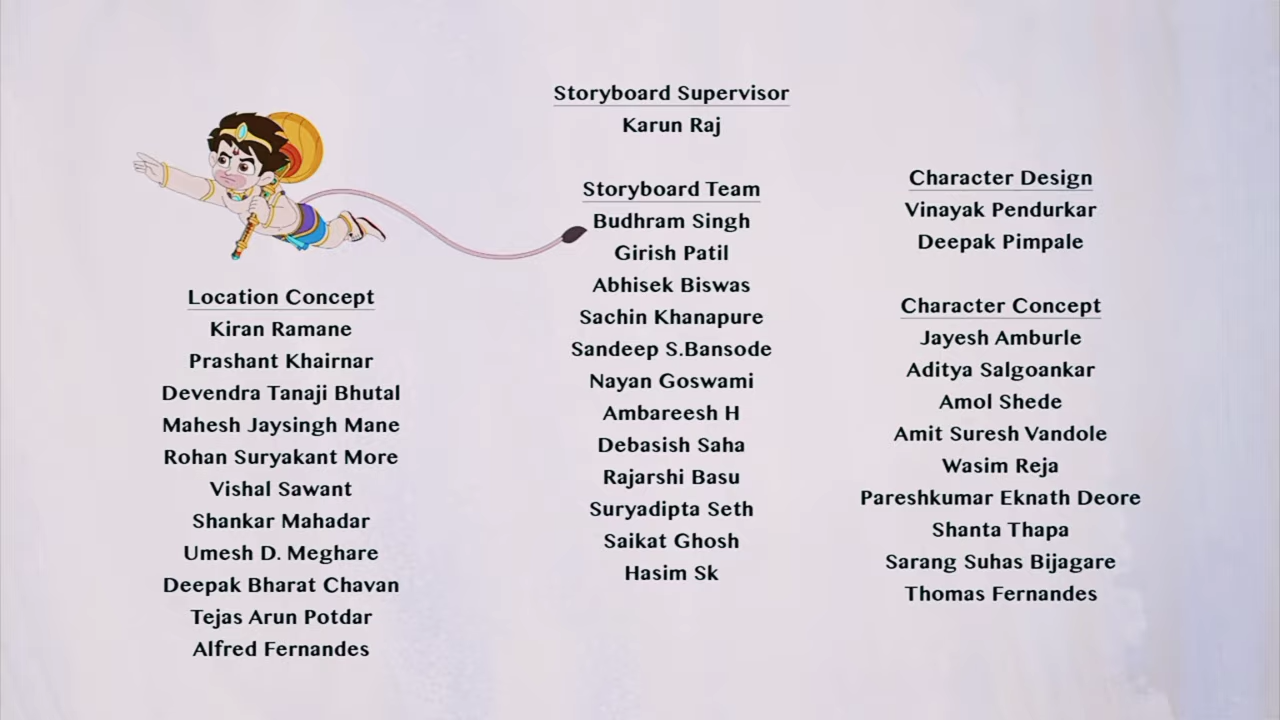 Location Concept
Kiran Ramane
Prashant Khairnar
Devendra Tanaji Bhutal
Mahesh Jaysingh Mane
Rohan Suryakant More
Vishal Sawant
Shankar Mahadar
Umesh D. Meghare
Deepak Bharat Chavan
Tejas Arun Potdar
Alfred Fernandes
Storyboard Supervisor
Karun Raj
Storyboard Team
Budhram Singh
Girish Patil
Abhisek Biswas
Sachin Khanapure
Sandeep S.Bansode
Nayan Goswami
Ambareesh H
Debasish Saha
Rajarshi Basu
Suryadipta Seth
Saikat Ghosh
Hasim Sk
Character Design
Vinayak Pendurkar
Deepak Pimpale
Character Concept
Jayesh Amburle
Aditya Salgoankar
Amol Shede
Amit Suresh Vandole
Wasim Reja
Pareshkumar Eknath Deore
Shanta Thapa
Sarang Suhas Bijagare
Thomas Fernandes